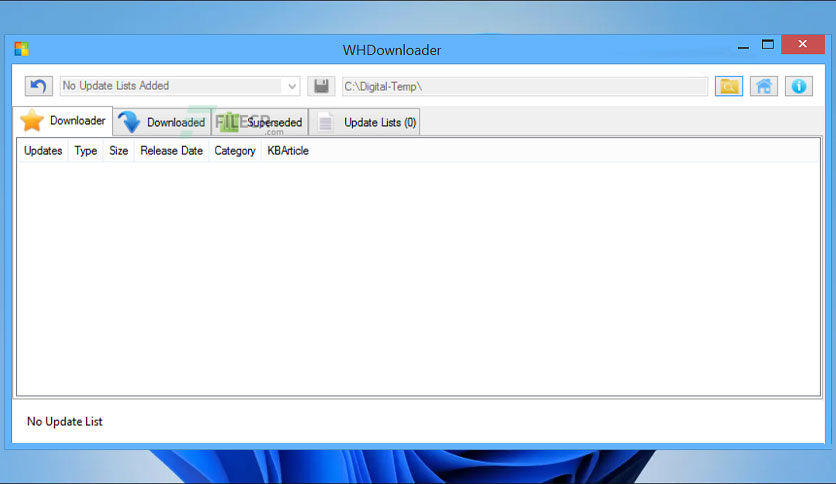 WHDownloader
No Update Lists Added
C:\Digital-Temp\
Downloader Downloaded Superseded Update Lists (0)
FILECR
.com
Updates Type Size Release Date Category KBArticle
No Update List